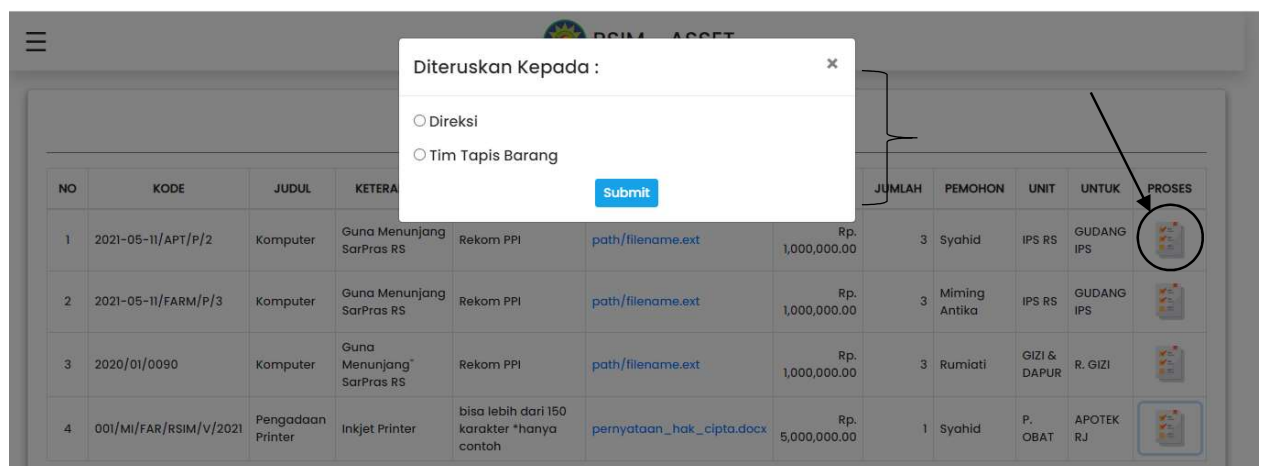 RSIM - ASSET
Diteruskan Kepada :
×
Direksi
Tim Tapis Barang
Submit
NO KODE JUDUL KETERA JUMLAH PEMOHON UNIT UNTUK PROSES
1 2021-05-11/APT/P/2 Komputer Guna Menunjang SarPras RS Rekom PPI path/filename.ext Rp. 1,000,000.00 3 Syahid IPS RS GUDANG IPS
2 2021-05-11/FARM/P/3 Komputer Guna Menunjang SarPras RS Rekom PPI path/filename.ext Rp. 1,000,000.00 3 Miming Antika IPS RS GUDANG IPS
3 2020/01/0090 Komputer Guna Menunjang" SarPras RS Rekom PPI path/filename.ext Rp. 1,000,000.00 3 Rumiati GIZI & DAPUR R. GIZI
4 001/MI/FAR/RSIM/V/2021 Pengadaan Printer Inkjet Printer bisa lebih dari 150 karakter *hanya contoh pernyataan_hak_cipta.docx Rp. 5,000,000.00 1 Syahid P. OBAT APOTEK RJ